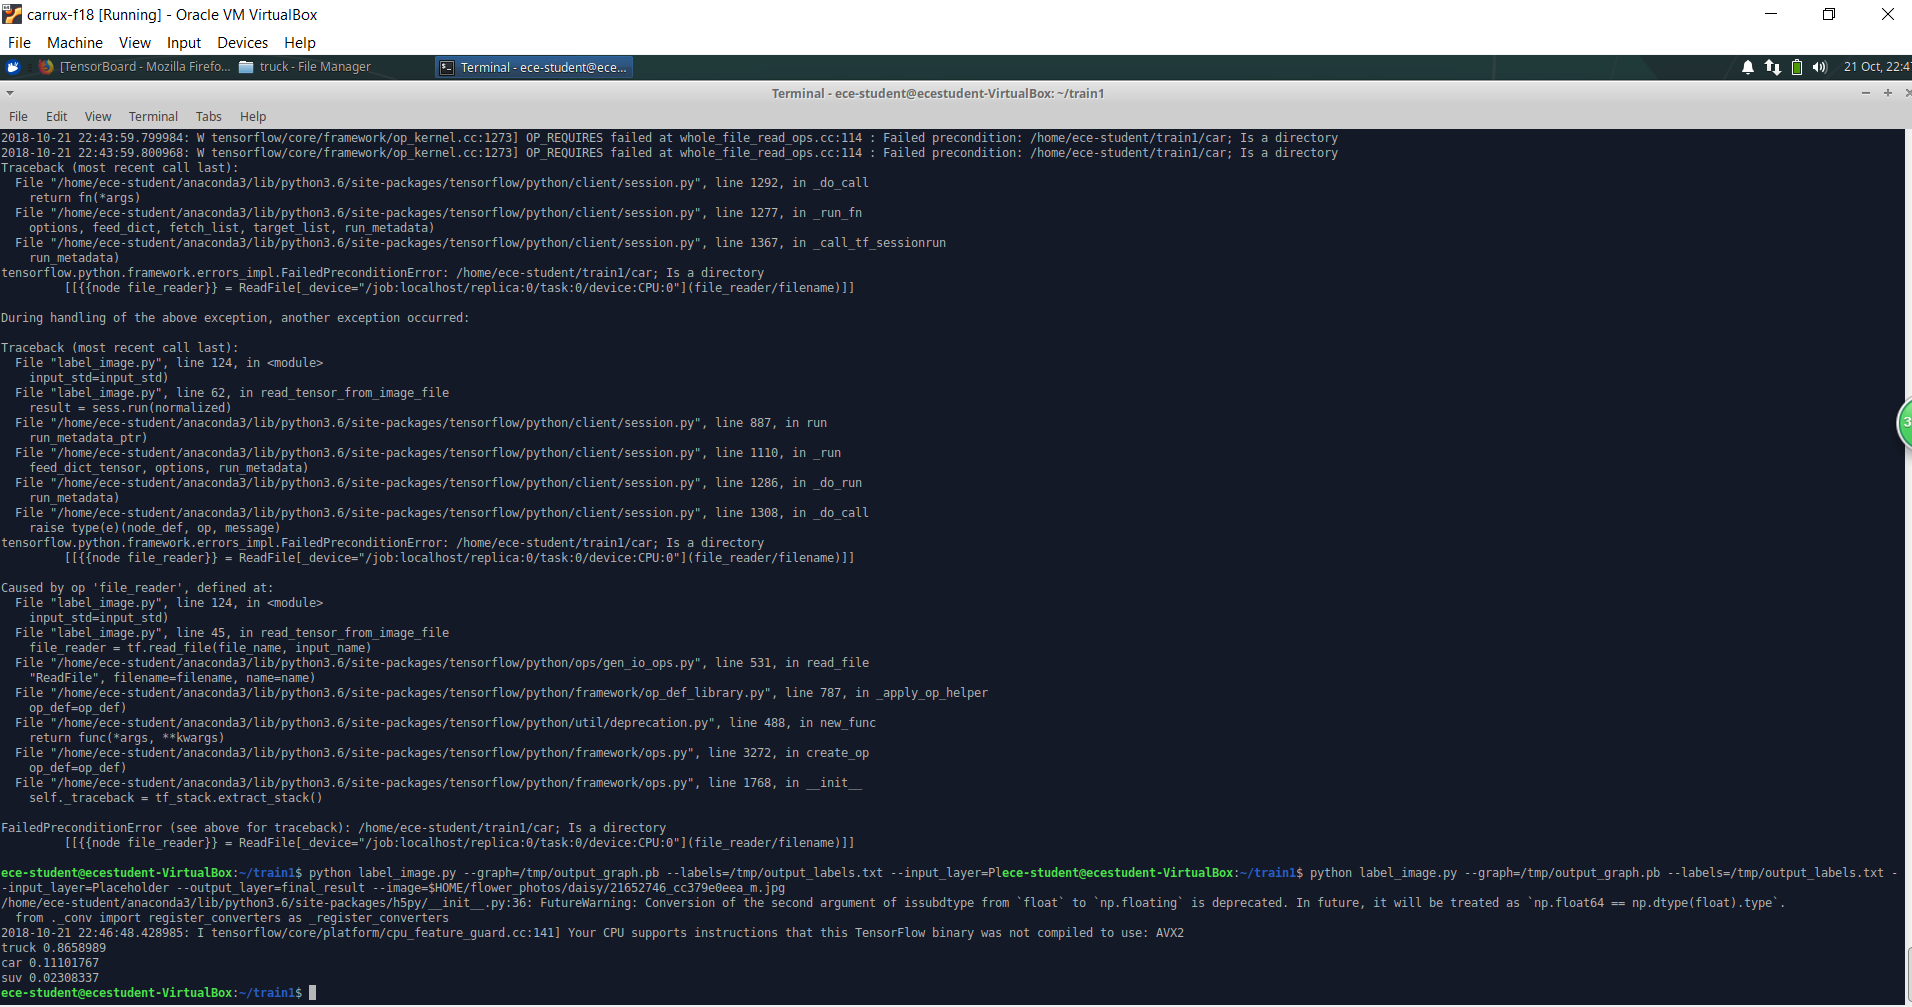 carrux-f18 [Running] - Oracle VM VirtualBox
File Machine View Input Devices Help
[TensorBoard - Mozilla Firefo... truck - File Manager Terminal - ece-student@ece... 21 Oct, 22:4
Terminal - ece-student@ecestudent-VirtualBox: ~/train1
File Edit View Terminal Tabs Help
2018-10-21 22:43:59.799984: W tensorflow/core/framework/op_kernel.cc:1273] OP_REQUIRES failed at whole_file_read_ops.cc:114 : Failed precondition: /home/ece-student/train1/car; Is a directory
2018-10-21 22:43:59.800968: W tensorflow/core/framework/op_kernel.cc:1273] OP_REQUIRES failed at whole_file_read_ops.cc:114 : Failed precondition: /home/ece-student/train1/car; Is a directory
Traceback (most recent call last):
File "/home/ece-student/anaconda3/lib/python3.6/site-packages/tensorflow/python/client/session.py", line 1292, in _do_call
return fn(*args)
File "/home/ece-student/anaconda3/lib/python3.6/site-packages/tensorflow/python/client/session.py", line 1277, in _run_fn
options, feed_dict, fetch_list, target_list, run_metadata)
File "/home/ece-student/anaconda3/lib/python3.6/site-packages/tensorflow/python/client/session.py", line 1367, in _call_tf_sessionrun
run_metadata)
tensorflow.python.framework.errors_impl.FailedPreconditionError: /home/ece-student/train1/car; Is a directory
[[{{node file_reader}} = ReadFile[_device="/job:localhost/replica:0/task:0/device:CPU:0"](file_reader/filename)]]
During handling of the above exception, another exception occurred:
Traceback (most recent call last):
File "label_image.py", line 124, in <module>
input_std=input_std)
File "label_image.py", line 62, in read_tensor_from_image_file
result = sess.run(normalized)
File "/home/ece-student/anaconda3/lib/python3.6/site-packages/tensorflow/python/client/session.py", line 887, in run
run_metadata_ptr)
File "/home/ece-student/anaconda3/lib/python3.6/site-packages/tensorflow/python/client/session.py", line 1110, in _run
feed_dict_tensor, options, run_metadata)
File "/home/ece-student/anaconda3/lib/python3.6/site-packages/tensorflow/python/client/session.py", line 1286, in _do_run
run_metadata)
File "/home/ece-student/anaconda3/lib/python3.6/site-packages/tensorflow/python/client/session.py", line 1308, in _do_call
raise type(e)(node_def, op, message)
tensorflow.python.framework.errors_impl.FailedPreconditionError: /home/ece-student/train1/car; Is a directory
[[{{node file_reader}} = ReadFile[_device="/job:localhost/replica:0/task:0/device:CPU:0"](file_reader/filename)]]
Caused by op 'file_reader', defined at:
File "label_image.py", line 124, in <module>
input_std=input_std)
File "label_image.py", line 45, in read_tensor_from_image_file
file_reader = tf.read_file(file_name, input_name)
File "/home/ece-student/anaconda3/lib/python3.6/site-packages/tensorflow/python/ops/gen_io_ops.py", line 531, in read_file
"ReadFile", filename=filename, name=name)
File "/home/ece-student/anaconda3/lib/python3.6/site-packages/tensorflow/python/framework/op_def_library.py", line 787, in _apply_op_helper
op_def=op_def)
File "/home/ece-student/anaconda3/lib/python3.6/site-packages/tensorflow/python/util/deprecation.py", line 488, in new_func
return func(*args, **kwargs)
File "/home/ece-student/anaconda3/lib/python3.6/site-packages/tensorflow/python/framework/ops.py", line 3272, in create_op
op_def=op_def)
File "/home/ece-student/anaconda3/lib/python3.6/site-packages/tensorflow/python/framework/ops.py", line 1768, in __init__
self._traceback = tf_stack.extract_stack()
FailedPreconditionError (see above for traceback): /home/ece-student/train1/car; Is a directory
[[{{node file_reader}} = ReadFile[_device="/job:localhost/replica:0/task:0/device:CPU:0"](file_reader/filename)]]
ece-student@ecestudent-VirtualBox:~/train1$ python label_image.py --graph=/tmp/output_graph.pb --labels=/tmp/output_labels.txt --input_layer=Plece-student@ecestudent-VirtualBox:~/train1$ python label_image.py --graph=/tmp/output_graph.pb --labels=/tmp/output_labels.txt -
-input_layer=Placeholder --output_layer=final_result --image=$HOME/flower_photos/daisy/21652746_cc379e0eea_m.jpg
/home/ece-student/anaconda3/lib/python3.6/site-packages/h5py/__init__.py:36: FutureWarning: Conversion of the second argument of issubdtype from `float` to `np.floating` is deprecated. In future, it will be treated as `np.float64 == np.dtype(float).type`.
from ._conv import register_converters as _register_converters
2018-10-21 22:46:48.428985: I tensorflow/core/platform/cpu_feature_guard.cc:141] Your CPU supports instructions that this TensorFlow binary was not compiled to use: AVX2
truck 0.8658989
car 0.11101767
suv 0.02308337
ece-student@ecestudent-VirtualBox:~/train1$